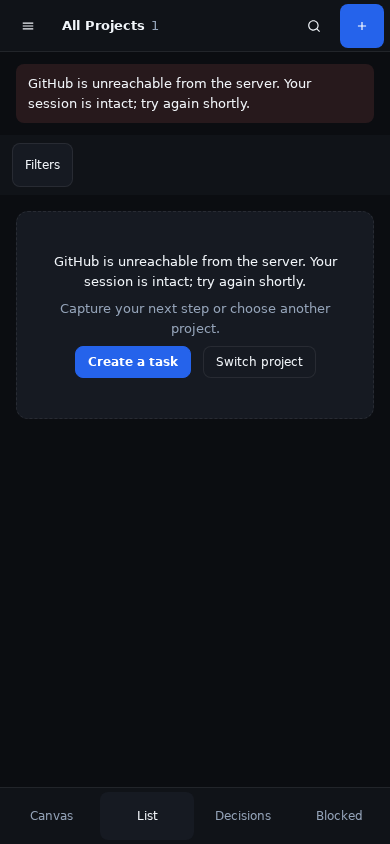 All Projects 1
GitHub is unreachable from the server. Your
session is intact; try again shortly.
Filters
GitHub is unreachable from the server. Your
session is intact; try again shortly.
Capture your next step or choose another
project.
Create a task
Switch project
Canvas
List
Decisions
Blocked